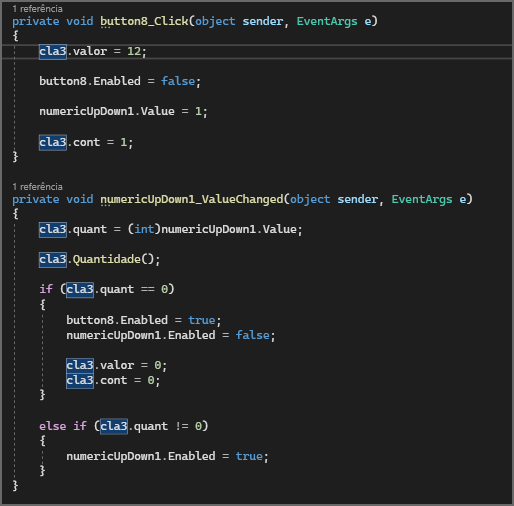 1 referência
private void button8_Click(object sender, EventArgs e)
{
cla3.valor = 12;
button8.Enabled = false;
numericUpDown1.Value = 1;
cla3.cont = 1;
}
1 referência
private void numericUpDown1_ValueChanged(object sender, EventArgs e)
{
cla3.quant = (int)numericUpDown1.Value;
cla3.Quantidade();
if (cla3.quant == 0)
{
button8.Enabled = true;
numericUpDown1.Enabled = false;
cla3.valor = 0;
cla3.cont = 0;
}
else if (cla3.quant != 0)
{
numericUpDown1.Enabled = true;
}
}